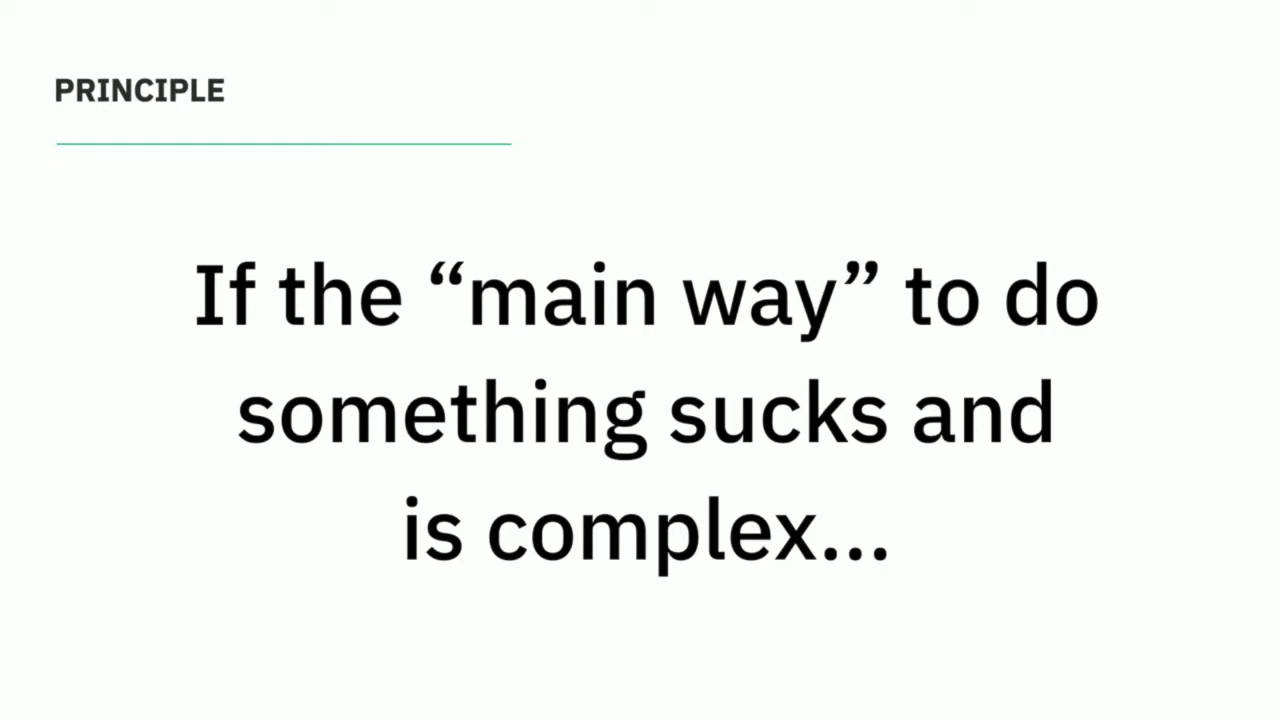 PRINCIPLE
If the “main way” to do
something sucks and
is complex...